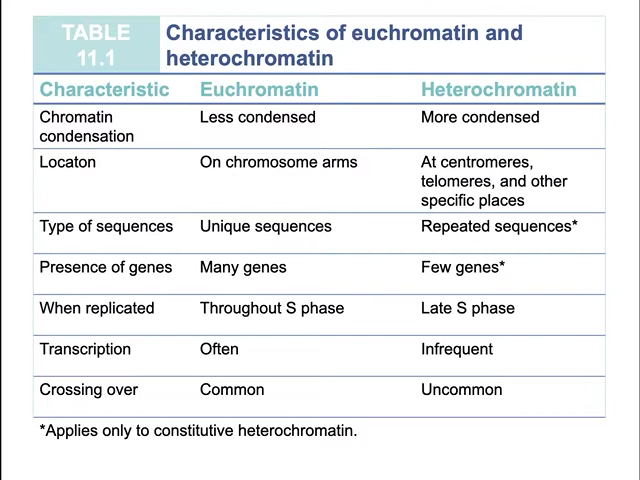 TABLE 11.1
Characteristics of euchromatin and heterochromatin
Characteristic Euchromatin Heterochromatin
Chromatin condensation Less condensed More condensed
Locaton On chromosome arms At centromeres, telomeres, and other specific places
Type of sequences Unique sequences Repeated sequences*
Presence of genes Many genes Few genes*
When replicated Throughout S phase Late S phase
Transcription Often Infrequent
Crossing over Common Uncommon
*Applies only to constitutive heterochromatin.